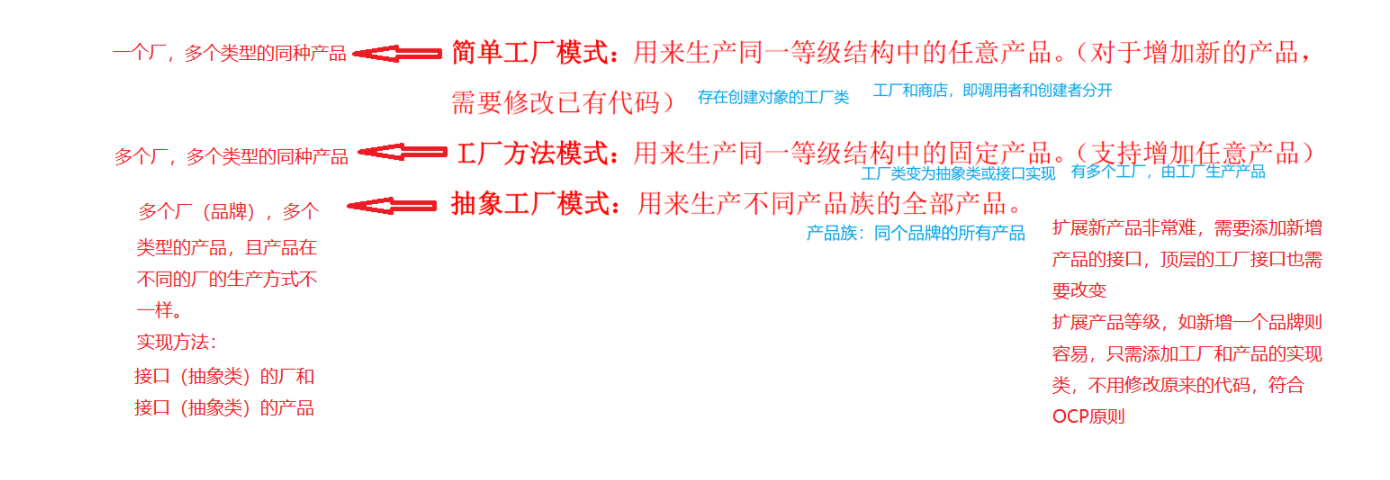 一个厂，多个类型的同种产品
简单工厂模式：用来生产同一等级结构中的任意产品。（对于增加新的产品，
需要修改已有代码）
存在创建对象的工厂类
工厂和商店，即调用者和创建者分开
多个厂，多个类型的同种产品
工厂方法模式：用来生产同一等级结构中的固定产品。（支持增加任意产品）
工厂类变为抽象类或接口实现
有多个工厂，由工厂生产产品
抽象工厂模式：用来生产不同产品族的全部产品。
产品族：同个品牌的所有产品
多个厂（品牌），多个
类型的产品，且产品在
不同的厂的生产方式不
一样。
实现方法：
接口（抽象类）的厂和
接口（抽象类）的产品
扩展新产品非常难，需要添加新增
产品的接口，顶层的工厂接口也需
要改变
扩展产品等级，如新增一个品牌则
容易，只需添加工厂和产品的实现
类，不用修改原来的代码，符合
OCP原则